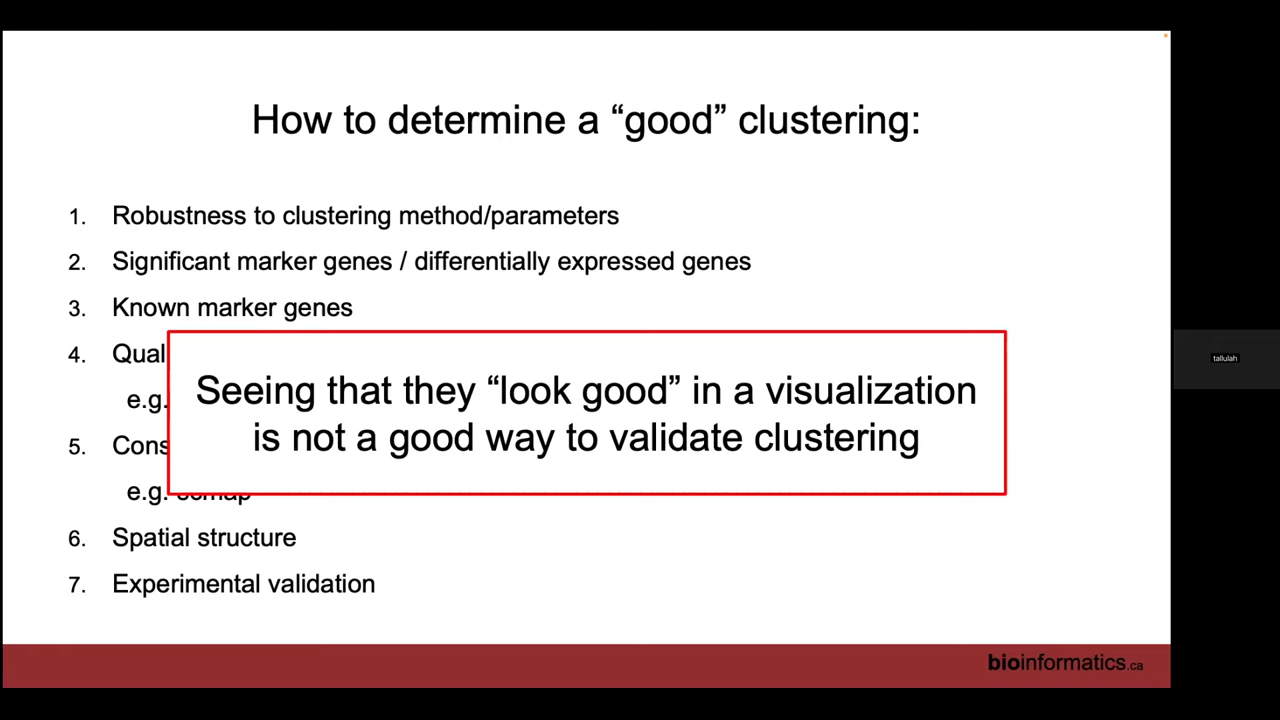 How to determine a “good” clustering:
1. Robustness to clustering method/parameters
2. Significant marker genes / differentially expressed genes
3. Known marker genes
4.
Seeing that they “look good” in a visualization
e.g.
is not a good way to validate clustering
5.
e.g. scmap
6. Spatial structure
7. Experimental validation
bioinformatics.ca
tallulah